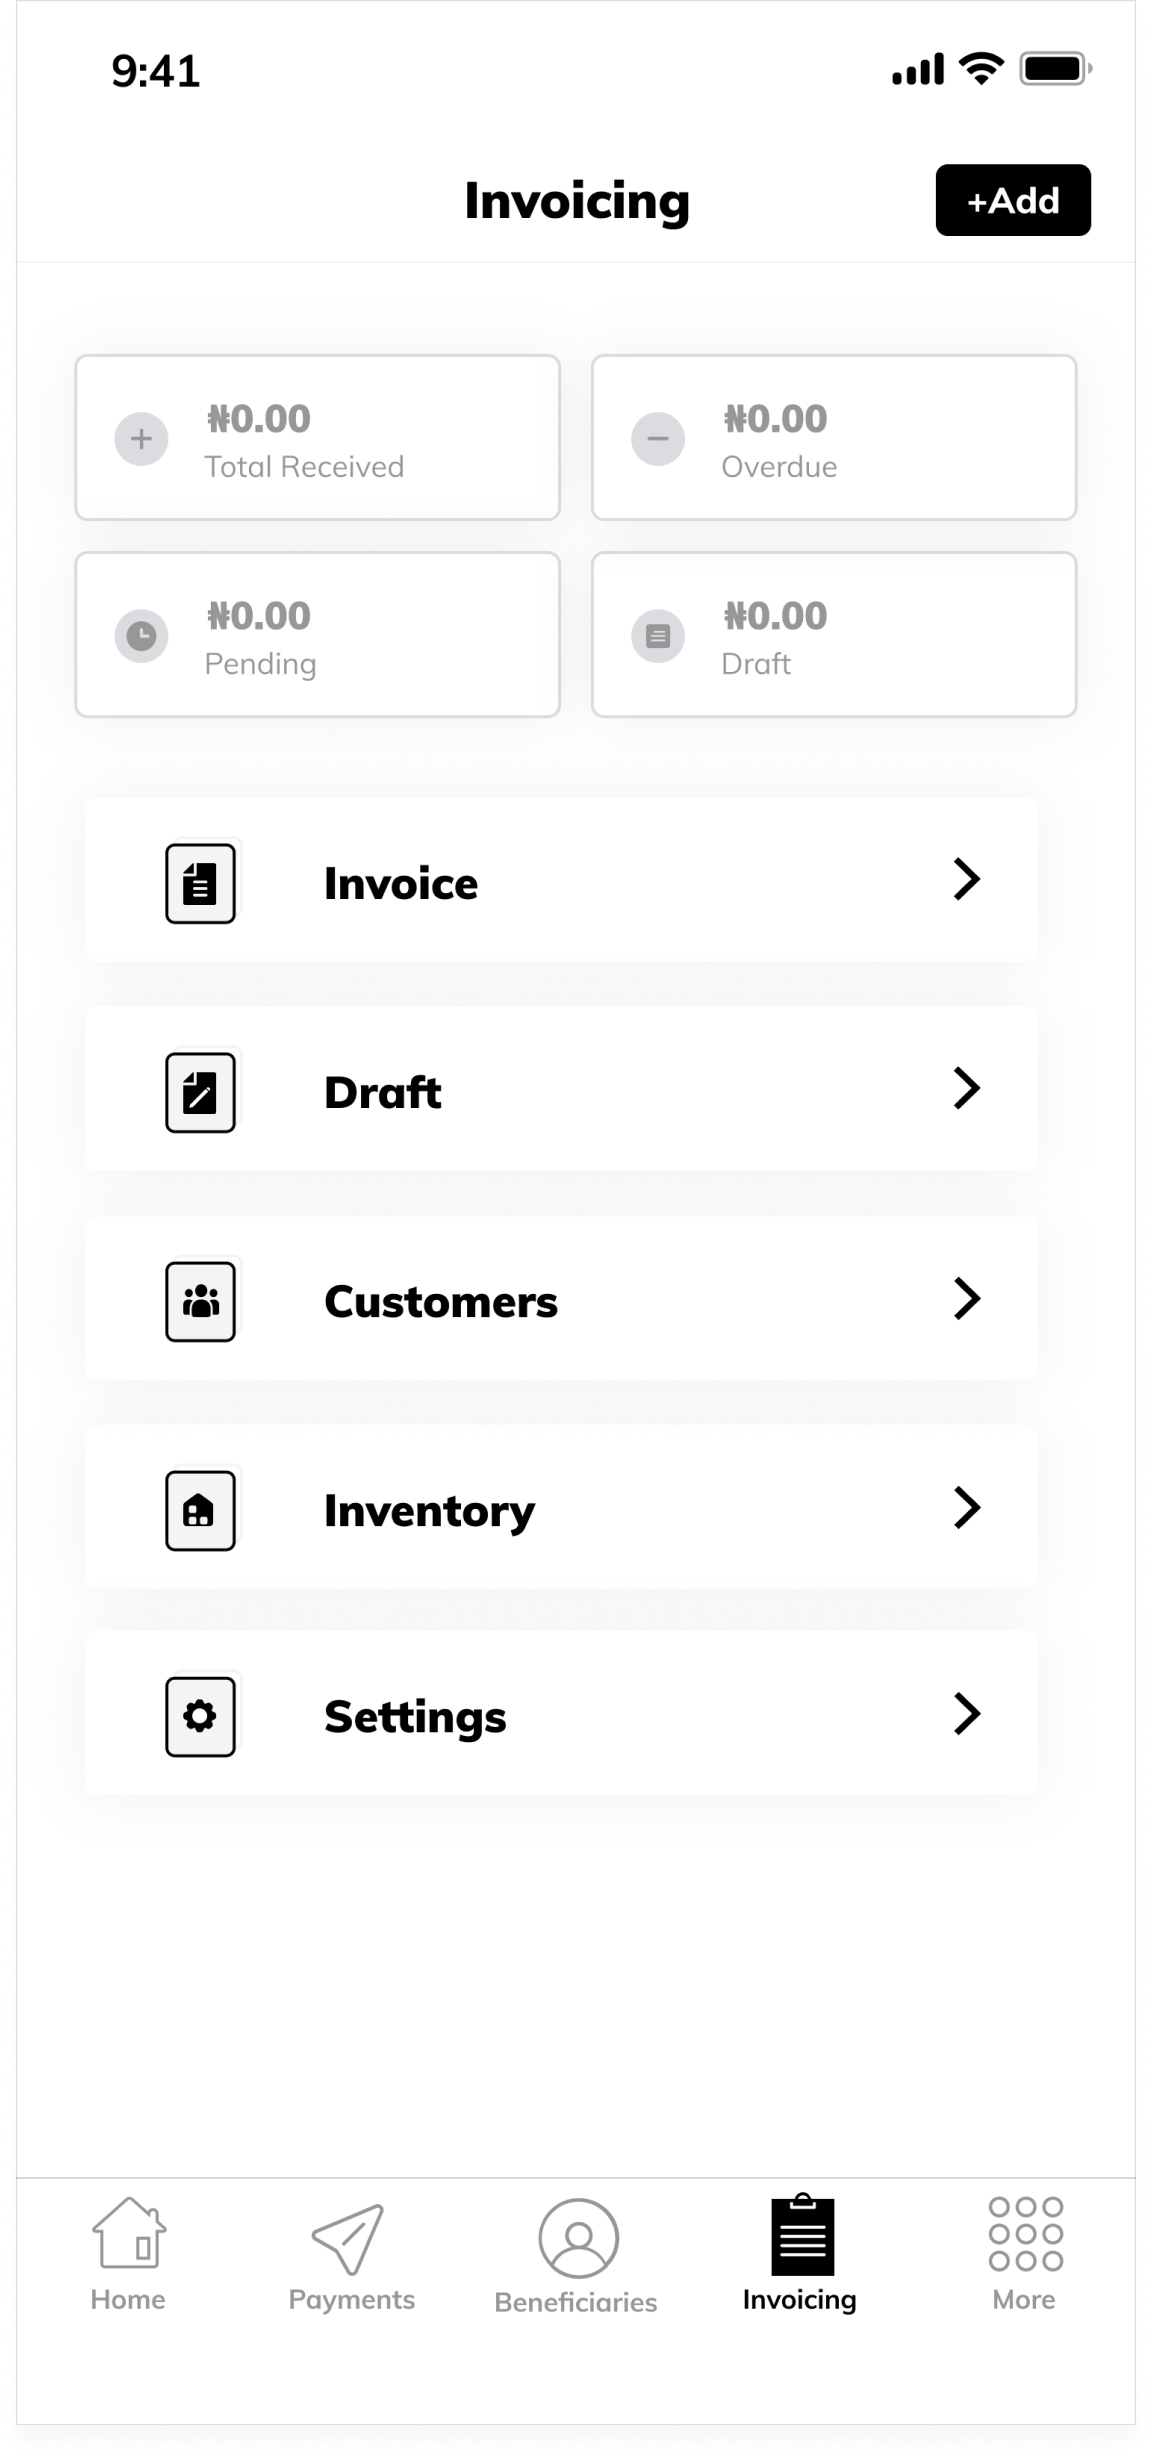 9:41
Invoicing
+Add
₦0.00
Total Received
₦0.00
Overdue
₦0.00
Pending
₦0.00
Draft
Invoice
Draft
Customers
Inventory
Settings
Home
Payments
Beneficiaries
Invoicing
More